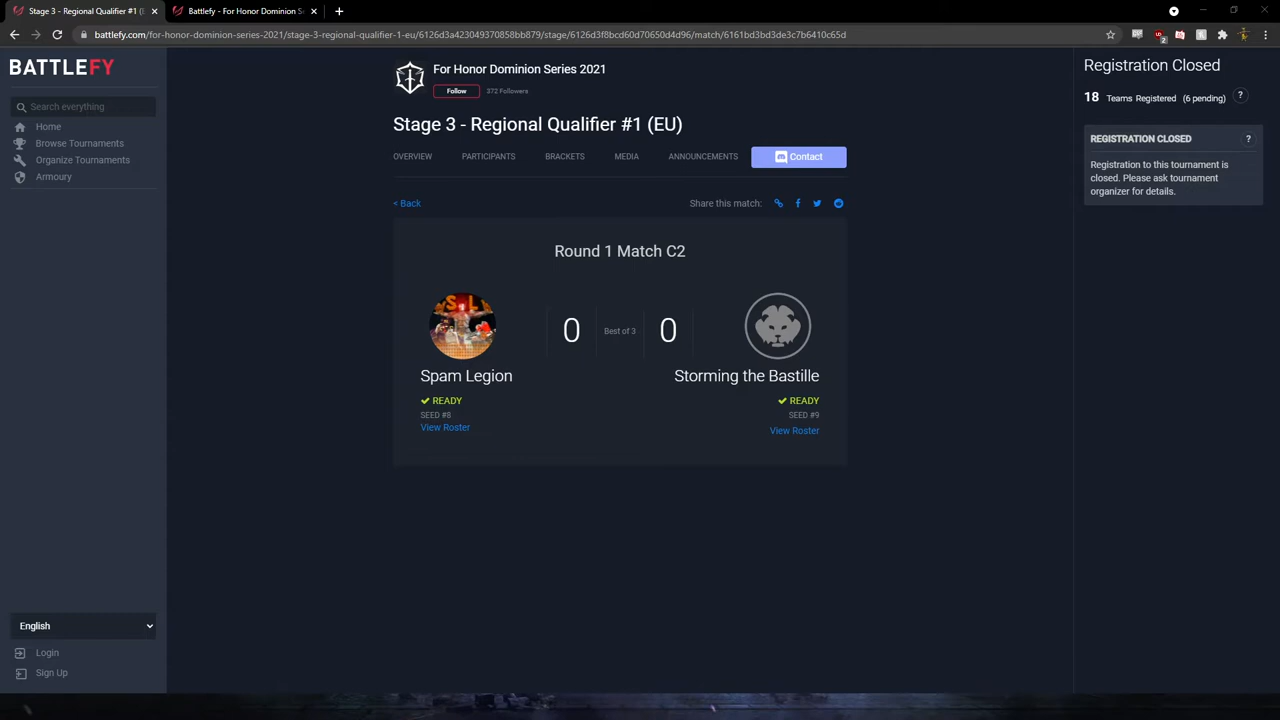 Stage 3 - Regional Qualifier #1 (E
Battlefy - For Honor Dominion S
battlefy.com/for-honor-dominion-series-2021/stage-3-regional-qualifier-1-eu/6126d3a423049370858bb879/stage/6126d3f8bcd60d70650d4d96/match/6161bd3bd3de3c7b6410c65d
BATTLEFY
Search everything
Home
Browse Tournaments
Organize Tournaments
Armoury
English
Login
Sign Up
For Honor Dominion Series 2021
Follow 372 Followers
Stage 3 - Regional Qualifier #1 (EU)
OVERVIEW PARTICIPANTS BRACKETS MEDIA ANNOUNCEMENTS Contact
< Back Share this match:
Round 1 Match C2
0 Best of 3 0
Spam Legion Storming the Bastille
READY READY
SEED #8 SEED #9
View Roster View Roster
Registration Closed
18 Teams Registered (6 pending) ?
REGISTRATION CLOSED ?
Registration to this tournament is
closed. Please ask tournament
organizer for details.